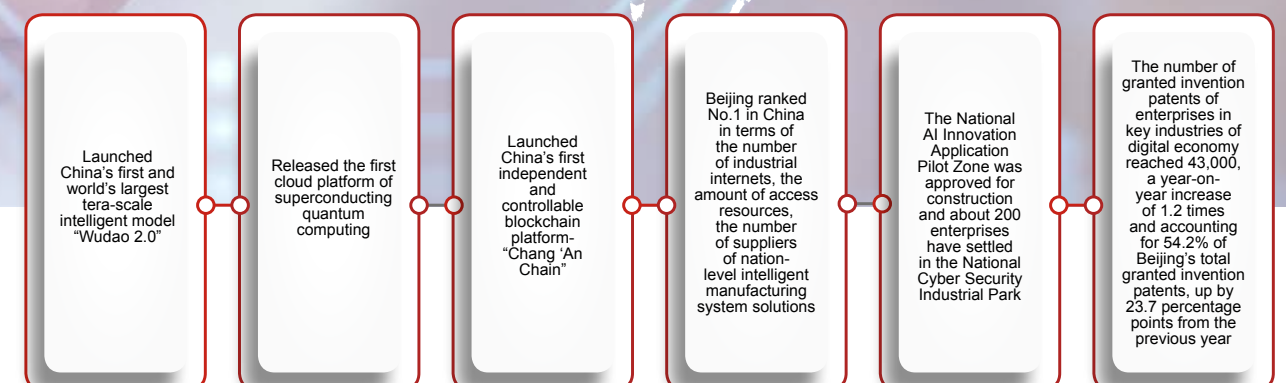 Launched
China's first and
world's largest
tera-scale
intelligent model
“Wudao 2.0”
Released the first
cloud platform of
superconducting
quantum
computing
Launched
China's first
independent
and
controllable
blockchain
platform-
“Chang ‘An
Chain”
Beijing ranked
No.1 in China
in terms of
the number
of industrial
internets, the
amount of access
resources,
the number
of suppliers
of nation-
level intelligent
manufacturing
system solutions
The National
AI Innovation
Application
Pilot Zone was
approved for
construction
and about 200
enterprises
have settled
in the National
Cyber Security
Industrial Park
The number of
granted invention
patents of
enterprises in
key industries of
digital economy
reached 43,000,
a year-on-
year increase
of 1.2 times
and accounting
for 54.2% of
Beijing's total
granted invention
patents, up by
23.7 percentage
points from the
previous year